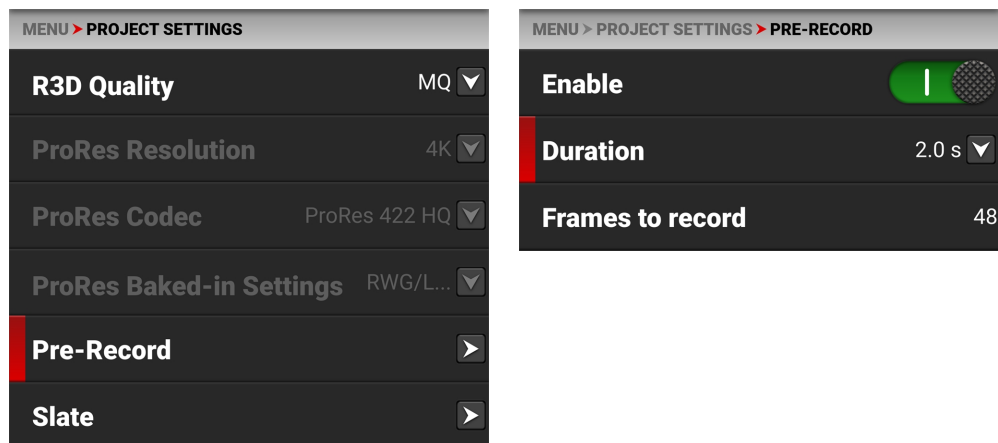 MENU ➤ PROJECT SETTINGS
R3D Quality MQ
ProRes Resolution 4K
ProRes Codec ProRes 422 HQ
ProRes Baked-in Settings RWG/L...
Pre-Record
Slate
MENU ➤ PROJECT SETTINGS ➤ PRE-RECORD
Enable
Duration 2.0 s
Frames to record 48